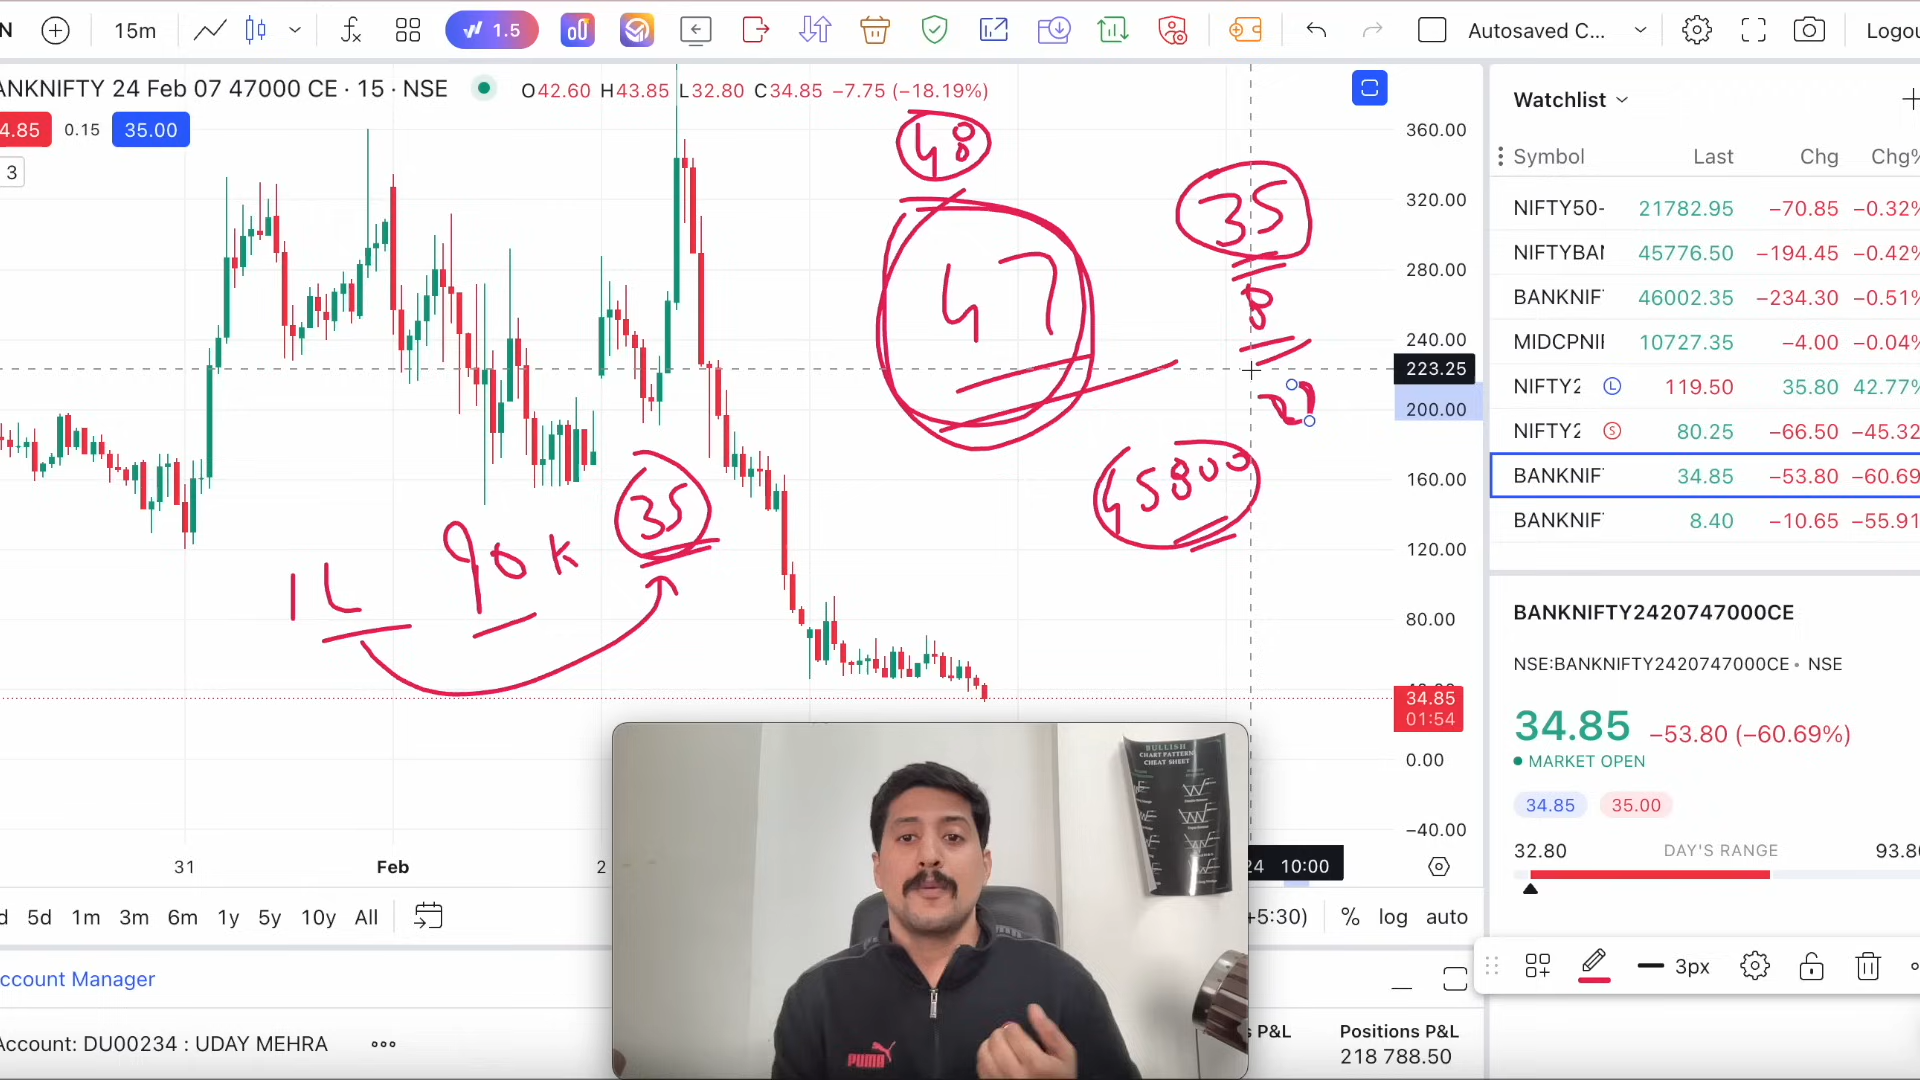 N 15m 1.5 Autosaved C... Logou
ANKNIFTY 24 Feb 07 47000 CE · 15 · NSE O42.60 H43.85 L32.80 C34.85 −7.75 (−18.19%)
4.85 0.15 35.00
3
48
47
35
8
45800
35
1L 90K
360.00
320.00
280.00
240.00
223.25
200.00
160.00
120.00
80.00
34.85
01:54
0.00
−40.00
31 Feb 2 24 10:00
d 5d 1m 3m 6m 1y 5y 10y All +5:30) % log auto
ccount Manager
Account: DU00234 : UDAY MEHRA
P&L Positions P&L
218 788.50
Watchlist
Symbol Last Chg Chg%
NIFTY50- 21782.95 −70.85 −0.32%
NIFTYBAN 45776.50 −194.45 −0.42%
BANKNIF 46002.35 −234.30 −0.51%
MIDCPNII 10727.35 −4.00 −0.04%
NIFTY2 L 119.50 35.80 42.77%
NIFTY2 S 80.25 −66.50 −45.32
BANKNIF 34.85 −53.80 −60.69
BANKNIF 8.40 −10.65 −55.91
BANKNIFTY2420747000CE
NSE:BANKNIFTY2420747000CE • NSE
34.85 −53.80 (−60.69%)
MARKET OPEN
34.85 35.00
32.80 DAY'S RANGE 93.80
3px
BULLISH
CHART PATTERN
CHEAT SHEET
PUMA